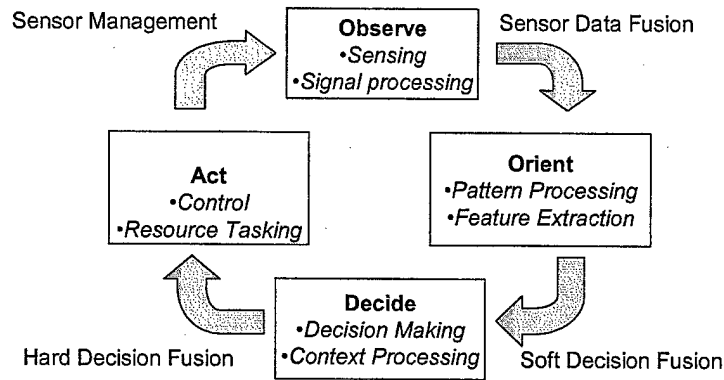 Sensor Management
Observe
•Sensing
•Signal processing
Sensor Data Fusion
Act
•Control
•Resource Tasking
Orient
•Pattern Processing
•Feature Extraction
Decide
•Decision Making
•Context Processing
Hard Decision Fusion
Soft Decision Fusion